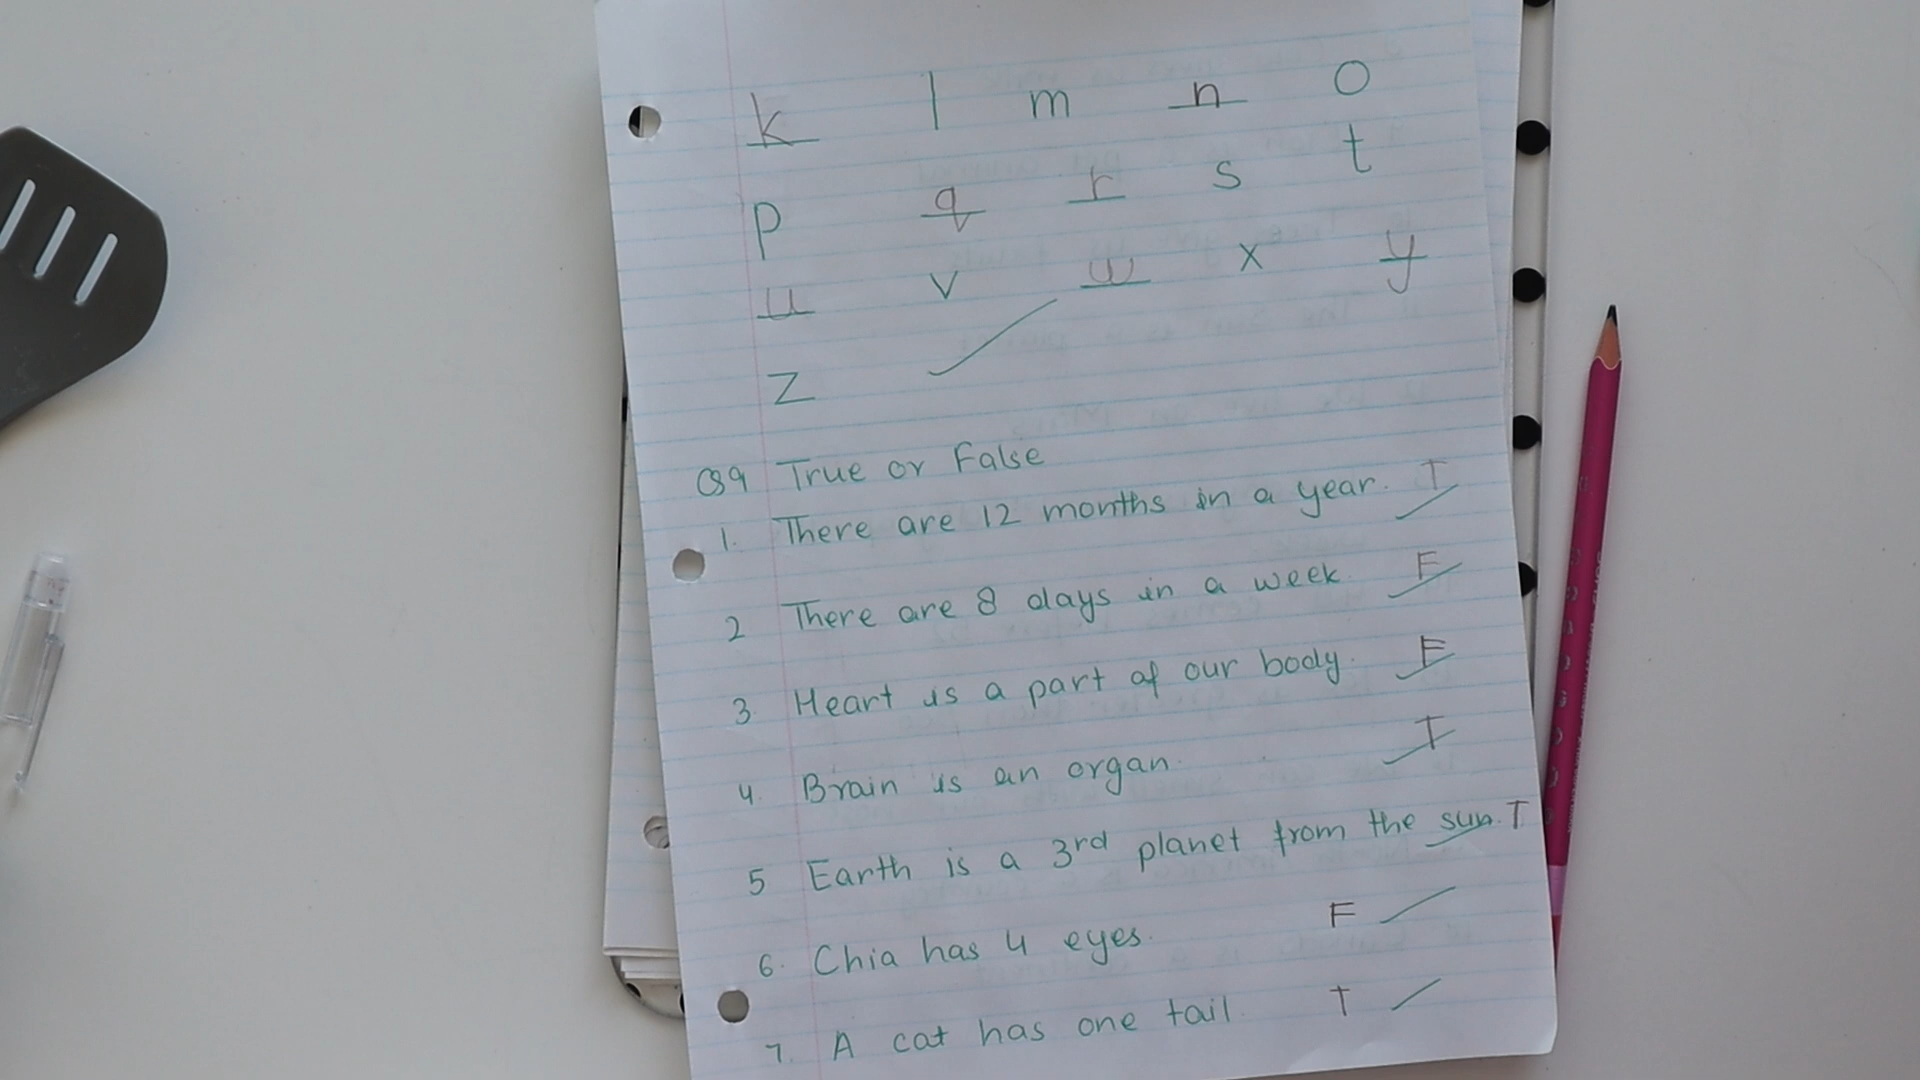 k l m n o
p q r s t
u v w x y
z
Q9 True or False
1. There are 12 months in a year. T
2 There are 8 days in a week. F
3. Heart is a part of our body. F
4. Brain is an organ. T
5 Earth is a 3rd planet from the sun. T
6. Chia has 4 eyes. F
7. A cat has one tail. T